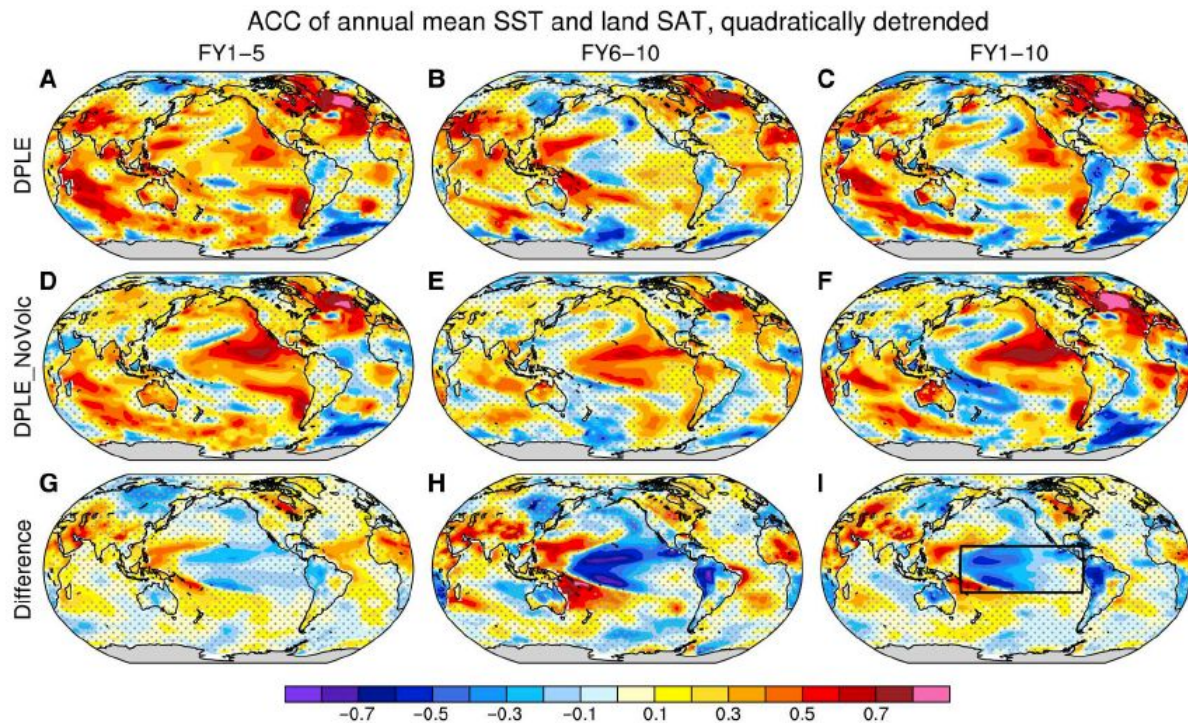 ACC of annual mean SST and land SAT, quadratically detrended
FY1−5 FY6−10 FY1−10
A B C
DPLE
D E F
DPLE_NoVolc
G H I
Difference
−0.7 −0.5 −0.3 −0.1 0.1 0.3 0.5 0.7